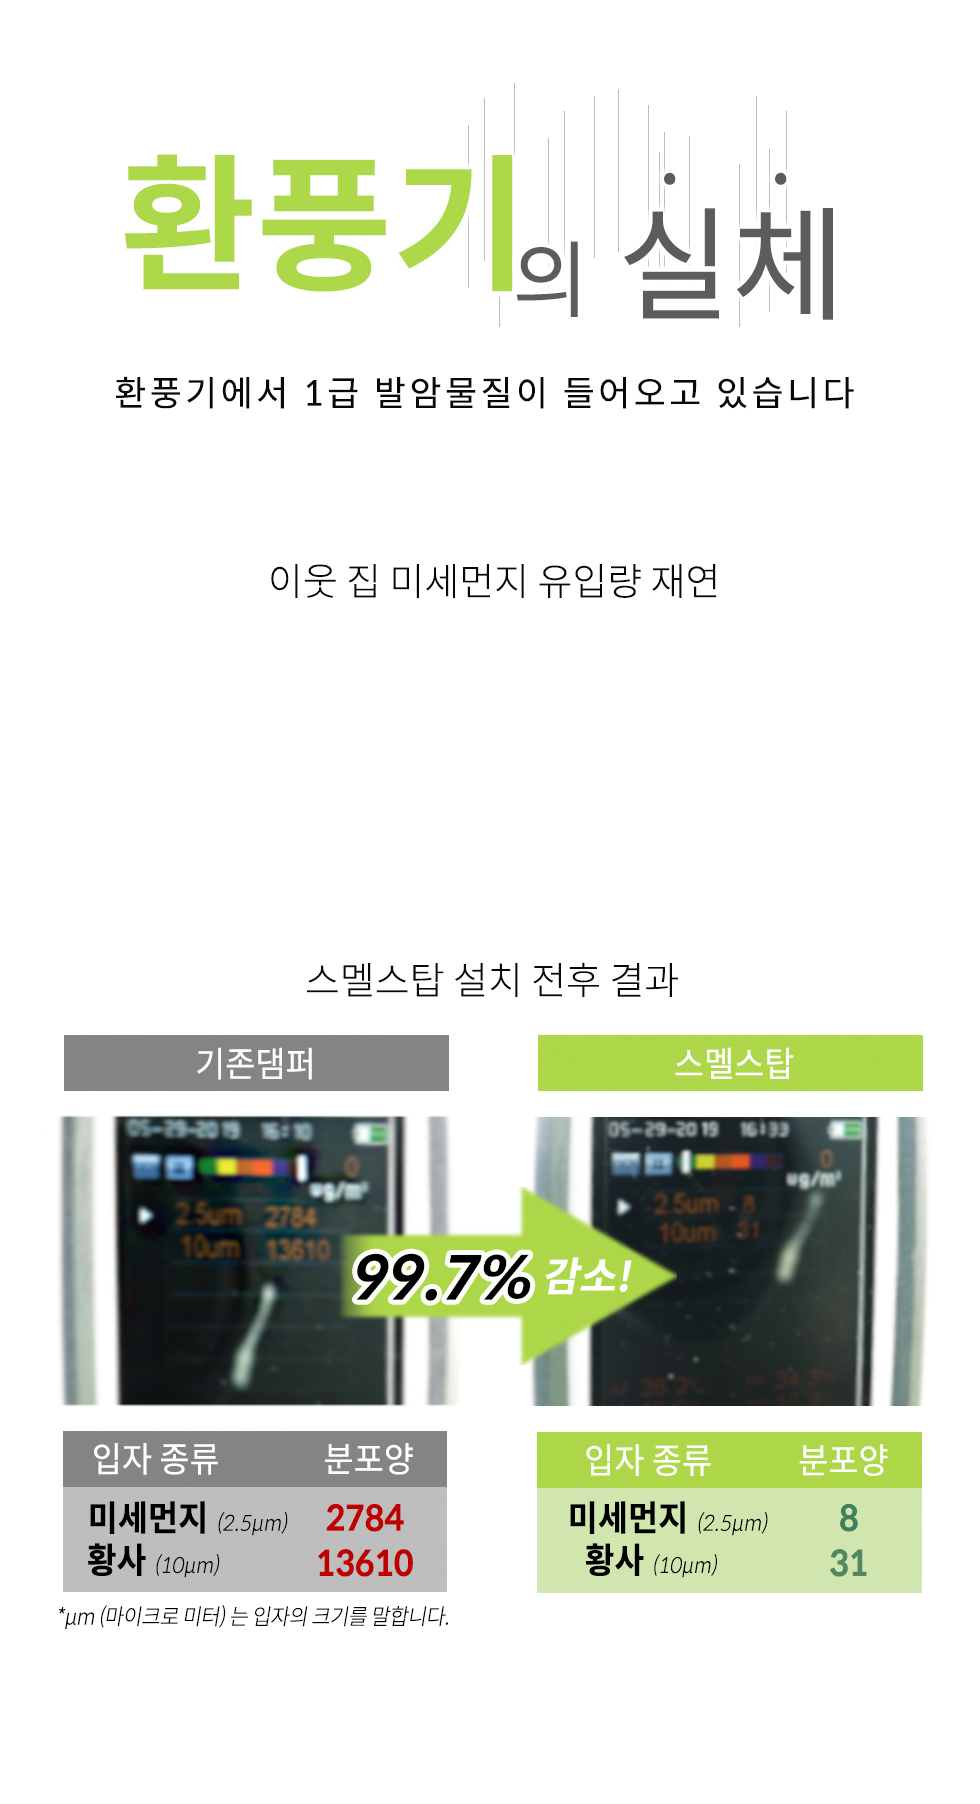 환풍기의 실체
환풍기에서 1급 발암물질이 들어오고 있습니다
이웃 집 미세먼지 유입량 재연
스멜스탑 설치 전후 결과
기존댐퍼
스멜스탑
05-29-2019 16:10
0
ug/m³
2.5um 2784
10um 13610
05-29-2019 16:33
0
ug/m³
2.5um 8
10um 31
99.7% 감소!
입자 종류 분포양
미세먼지 (2.5μm) 2784
황사 (10μm) 13610
*μm (마이크로 미터) 는 입자의 크기를 말합니다.
입자 종류 분포양
미세먼지 (2.5μm) 8
황사 (10μm) 31